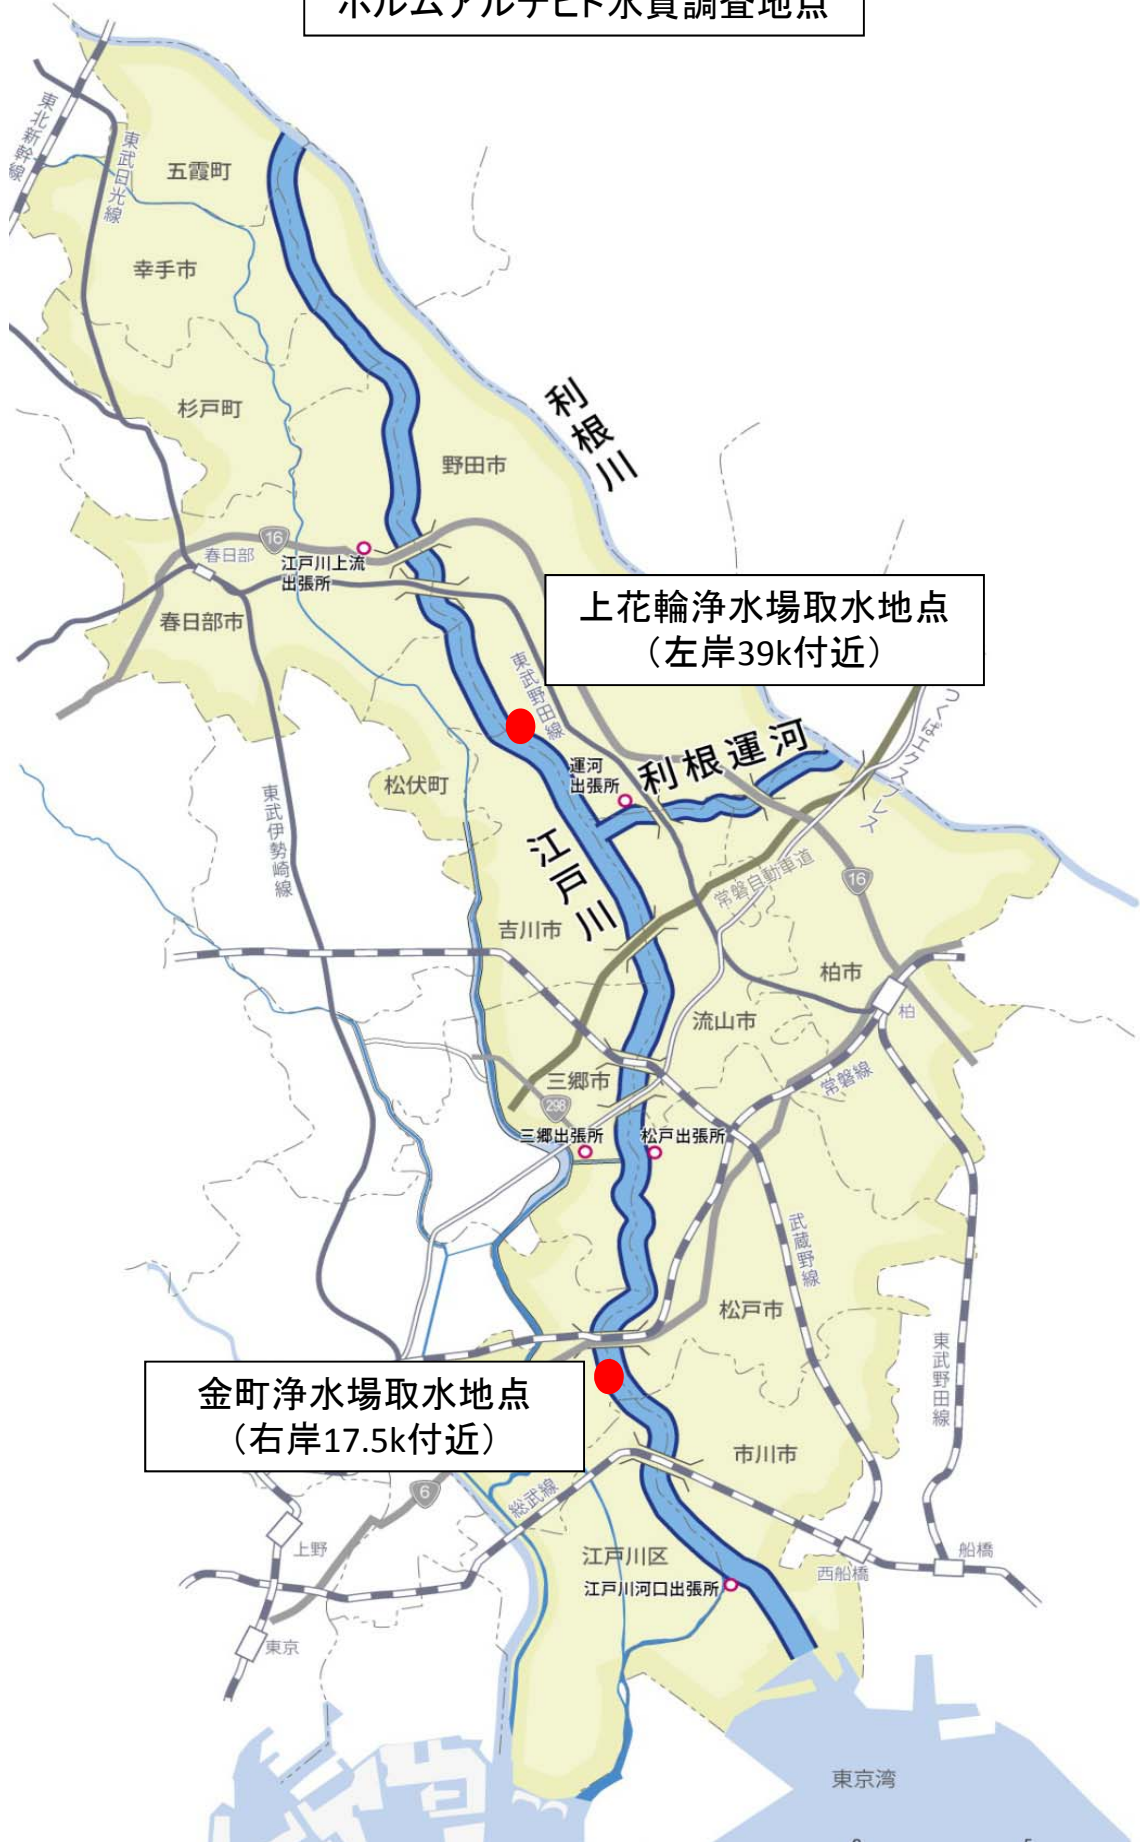 ホルムアルデヒド水質調査地点
東北新幹線
東武日光線
五霞町
幸手市
杉戸町
利根川
野田市
16
春日部
江戸川上流
出張所
春日部市
上花輪浄水場取水地点
（左岸39k付近）
東武野田線
つくばエクスプレス
利根運河
運河
出張所
松伏町
東武伊勢崎線
江戸川
常磐自動車道
16
吉川市
柏市
柏
流山市
三郷市
常磐線
298
三郷出張所
松戸出張所
武蔵野線
松戸市
東武野田線
金町浄水場取水地点
（右岸17.5k付近）
市川市
6
総武線
上野
江戸川区
船橋
西船橋
江戸川河口出張所
東京
東京湾